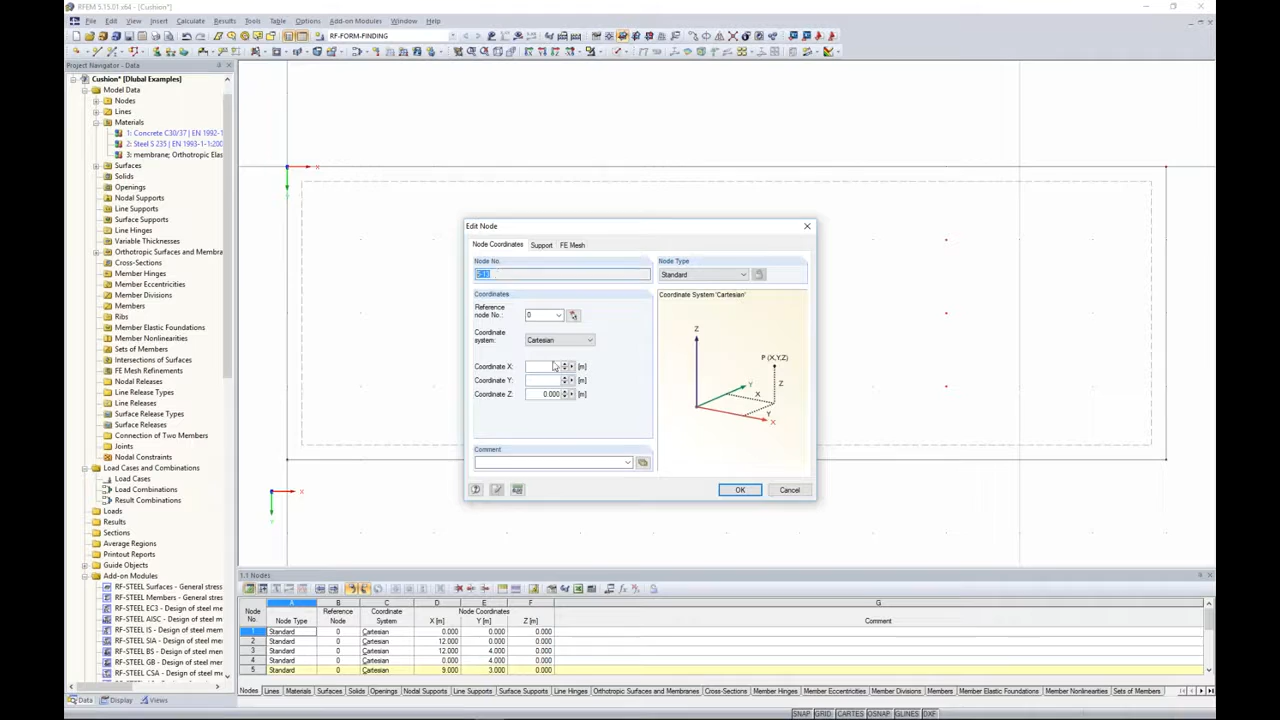 RFEM 5.15.01 x64 - [Cushion*]
File Edit View Insert Calculate Results Tools Table Options Add-on Modules Window Help
RF-FORM-FINDING
Project Navigator - Data
Cushion* [Dlubal Examples]
Model Data
Nodes
Lines
Materials
1: Concrete C30/37 | EN 1992-1
2: Steel S 235 | EN 1993-1-1:200
3: membrane; Orthotropic Elas
Surfaces
Solids
Openings
Nodal Supports
Line Supports
Surface Supports
Line Hinges
Variable Thicknesses
Orthotropic Surfaces and Membra
Cross-Sections
Member Hinges
Member Eccentricities
Member Divisions
Members
Ribs
Member Elastic Foundations
Member Nonlinearities
Sets of Members
Intersections of Surfaces
FE Mesh Refinements
Nodal Releases
Line Release Types
Line Releases
Surface Release Types
Surface Releases
Connection of Two Members
Joints
Nodal Constraints
Load Cases and Combinations
Load Cases
Load Combinations
Result Combinations
Loads
Results
Sections
Average Regions
Printout Reports
Guide Objects
Add-on Modules
RF-STEEL Surfaces - General stress
RF-STEEL Members - General stress
RF-STEEL EC3 - Design of steel me
RF-STEEL AISC - Design of steel m
RF-STEEL IS - Design of steel mem
RF-STEEL SIA - Design of steel me
RF-STEEL BS - Design of steel mem
RF-STEEL GB - Design of steel mem
RF-STEEL CSA - Design of steel me
Data Display Views
X
X
Edit Node
Node Coordinates Support FE Mesh
Node No.
5-13
Node Type
Standard
Coordinates
Reference node No.: 0
Coordinate system: Cartesian
Coordinate X: [m]
Coordinate Y: [m]
Coordinate Z: 0.000 [m]
Coordinate System 'Cartesian'
Z
P (X,Y,Z)
Y
Z
X
Y
X
Comment
OK Cancel
1.1 Nodes
A B C D E F G
Node No. Node Type Reference Node Coordinate System Node Coordinates X [m] Y [m] Z [m] Comment
1 Standard 0 Cartesian 0.000 0.000 0.000
2 Standard 0 Cartesian 12.000 0.000 0.000
3 Standard 0 Cartesian 12.000 4.000 0.000
4 Standard 0 Cartesian 0.000 4.000 0.000
5 Standard 0 Cartesian 9.000 3.000 0.000
Nodes Lines Materials Surfaces Solids Openings Nodal Supports Line Supports Surface Supports Line Hinges Orthotropic Surfaces and Membranes Cross-Sections Member Hinges Member Eccentricities Member Divisions Members Member Elastic Foundations Member Nonlinearities Sets of Members
SNAP GRID CARTES OSNAP GLINES DXF